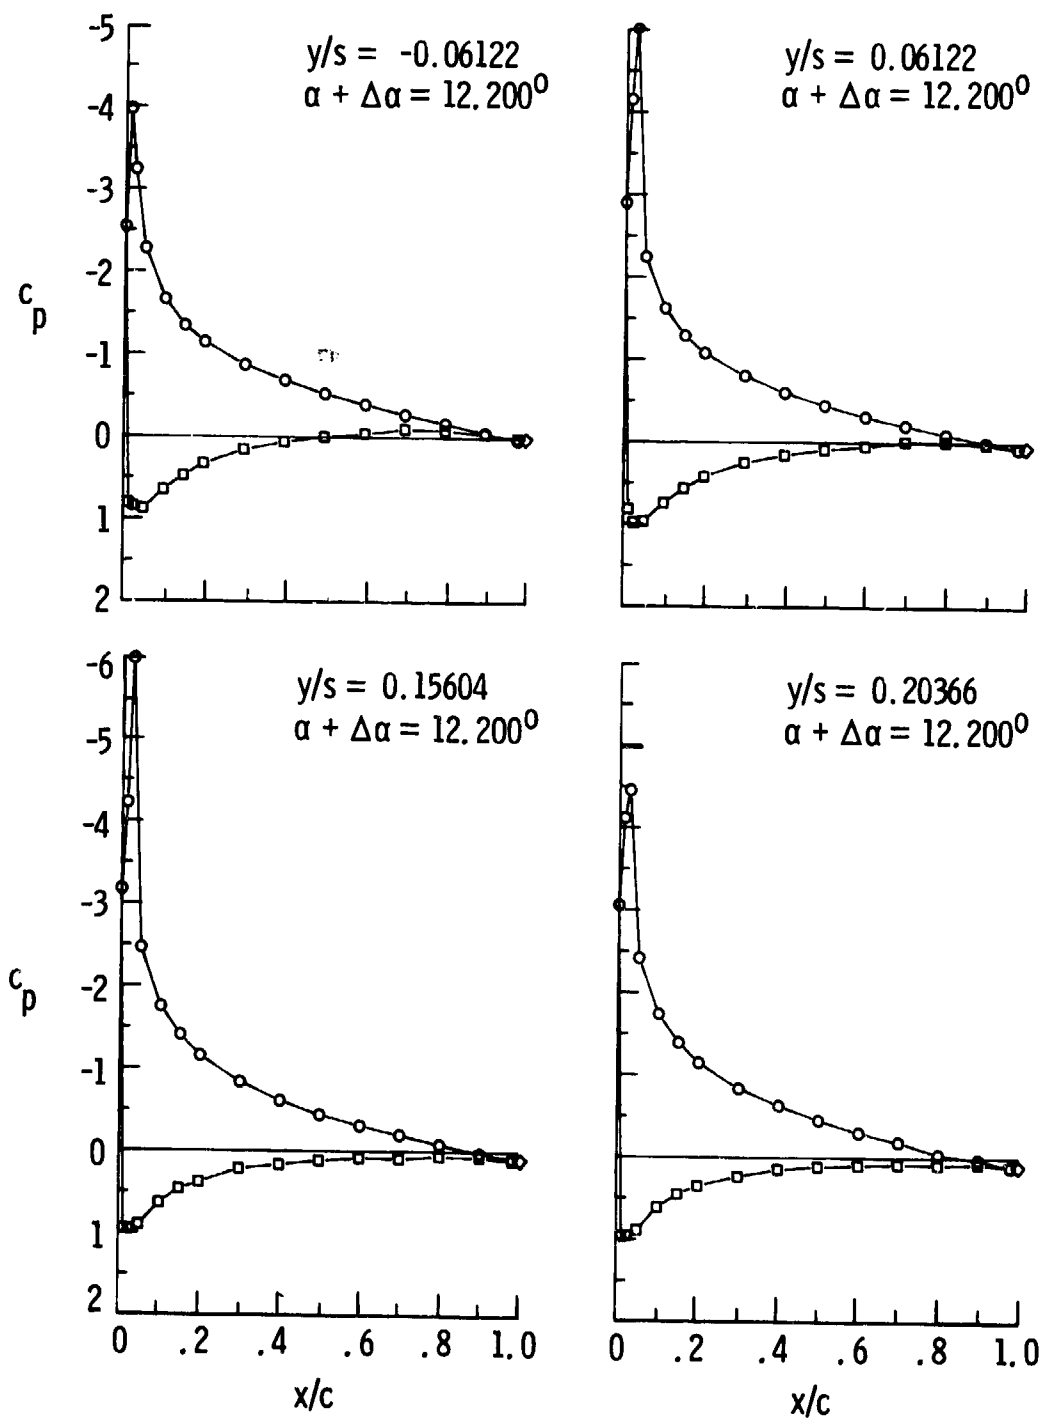 y/s = -0.06122
α + Δα = 12.200⁰
y/s = 0.06122
α + Δα = 12.200⁰
-5
-4
-3
-2
-1
0
1
2
c_p
y/s = 0.15604
α + Δα = 12.200⁰
y/s = 0.20366
α + Δα = 12.200⁰
-6
-5
-4
-3
-2
-1
0
1
2
c_p
0 .2 .4 .6 .8 1.0
x/c
0 .2 .4 .6 .8 1.0
x/c